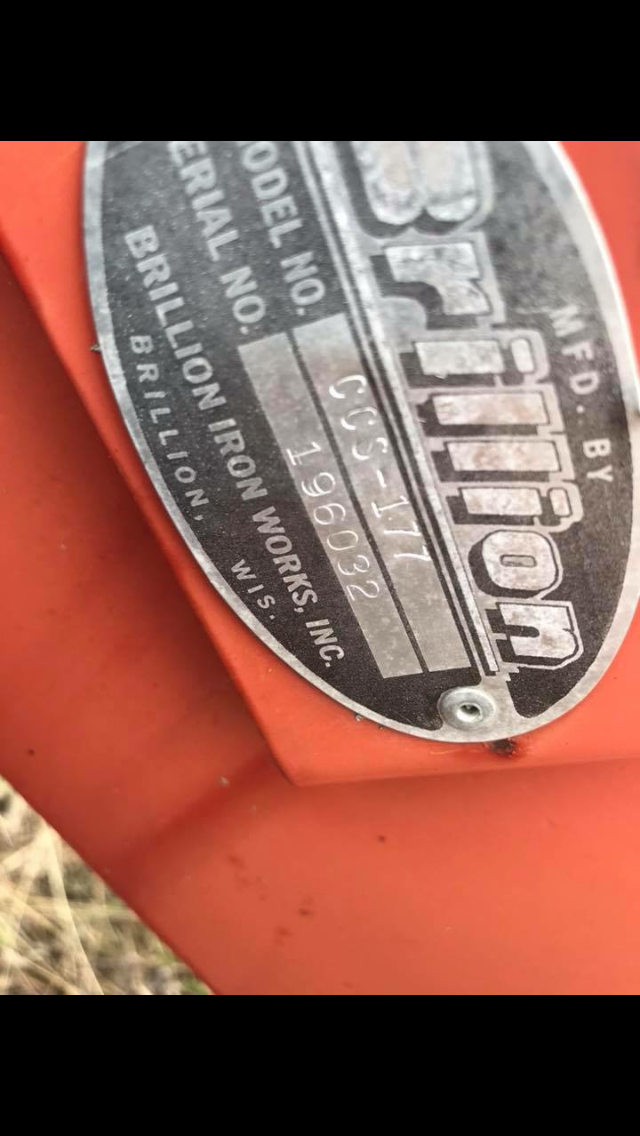 MFD. BY
Brillion
MODEL NO. CCS-177
SERIAL NO. 196032
BRILLION IRON WORKS, INC.
BRILLION, WIS.